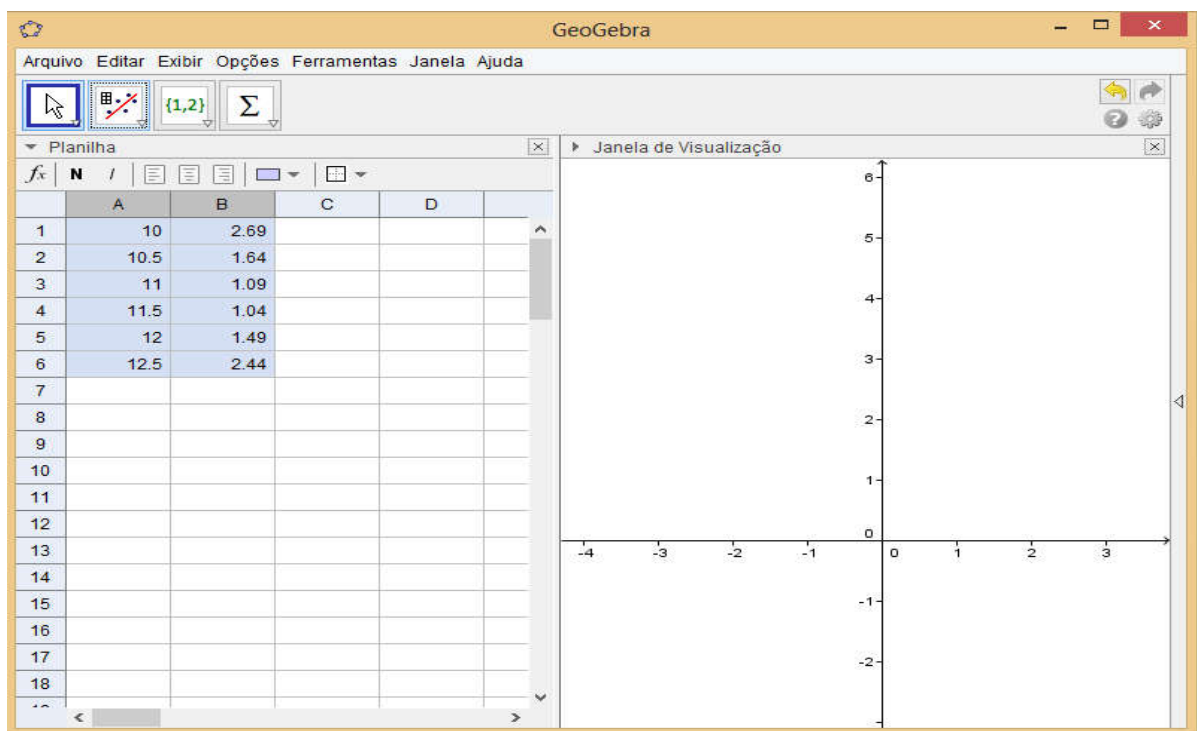 GeoGebra
Arquivo Editar Exibir Opções Ferramentas Janela Ajuda
{1,2} Σ
Planilha
Janela de Visualização
fx N I
A B C D
1 10 2.69
2 10.5 1.64
3 11 1.09
4 11.5 1.04
5 12 1.49
6 12.5 2.44
7
8
9
10
11
12
13
14
15
16
17
18
6
5
4
3
2
1
0
-4 -3 -2 -1 0 1 2 3
-1
-2